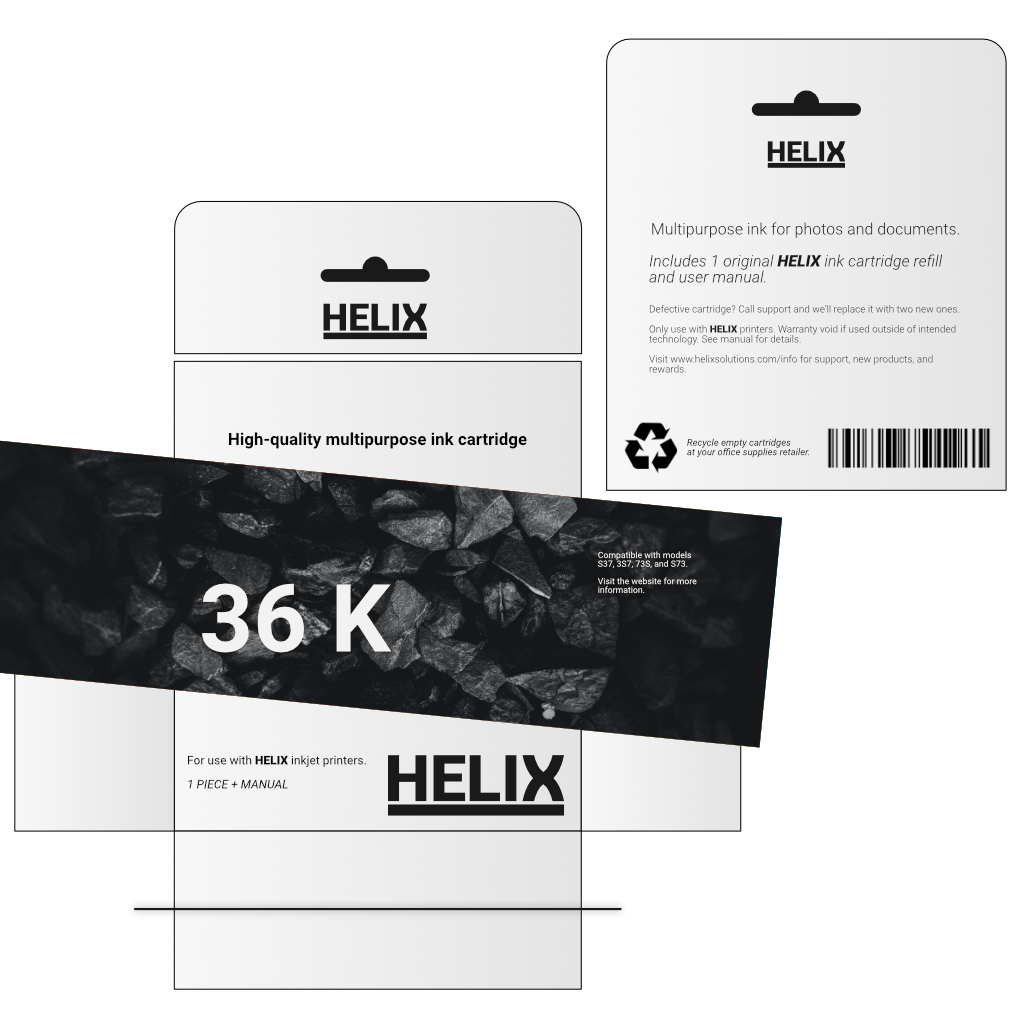 HELIX
High-quality multipurpose ink cartridge
36 K
Compatible with models
S37, 3S7, 73S, and S73.
Visit the website for more
information.
For use with HELIX inkjet printers.
1 PIECE + MANUAL
HELIX
HELIX
Multipurpose ink for photos and documents.
Includes 1 original HELIX ink cartridge refill
and user manual.
Defective cartridge? Call support and we'll replace it with two new ones.
Only use with HELIX printers. Warranty void if used outside of intended
technology. See manual for details.
Visit www.helixsolutions.com/info for support, new products, and
rewards.
Recycle empty cartridges
at your office supplies retailer.